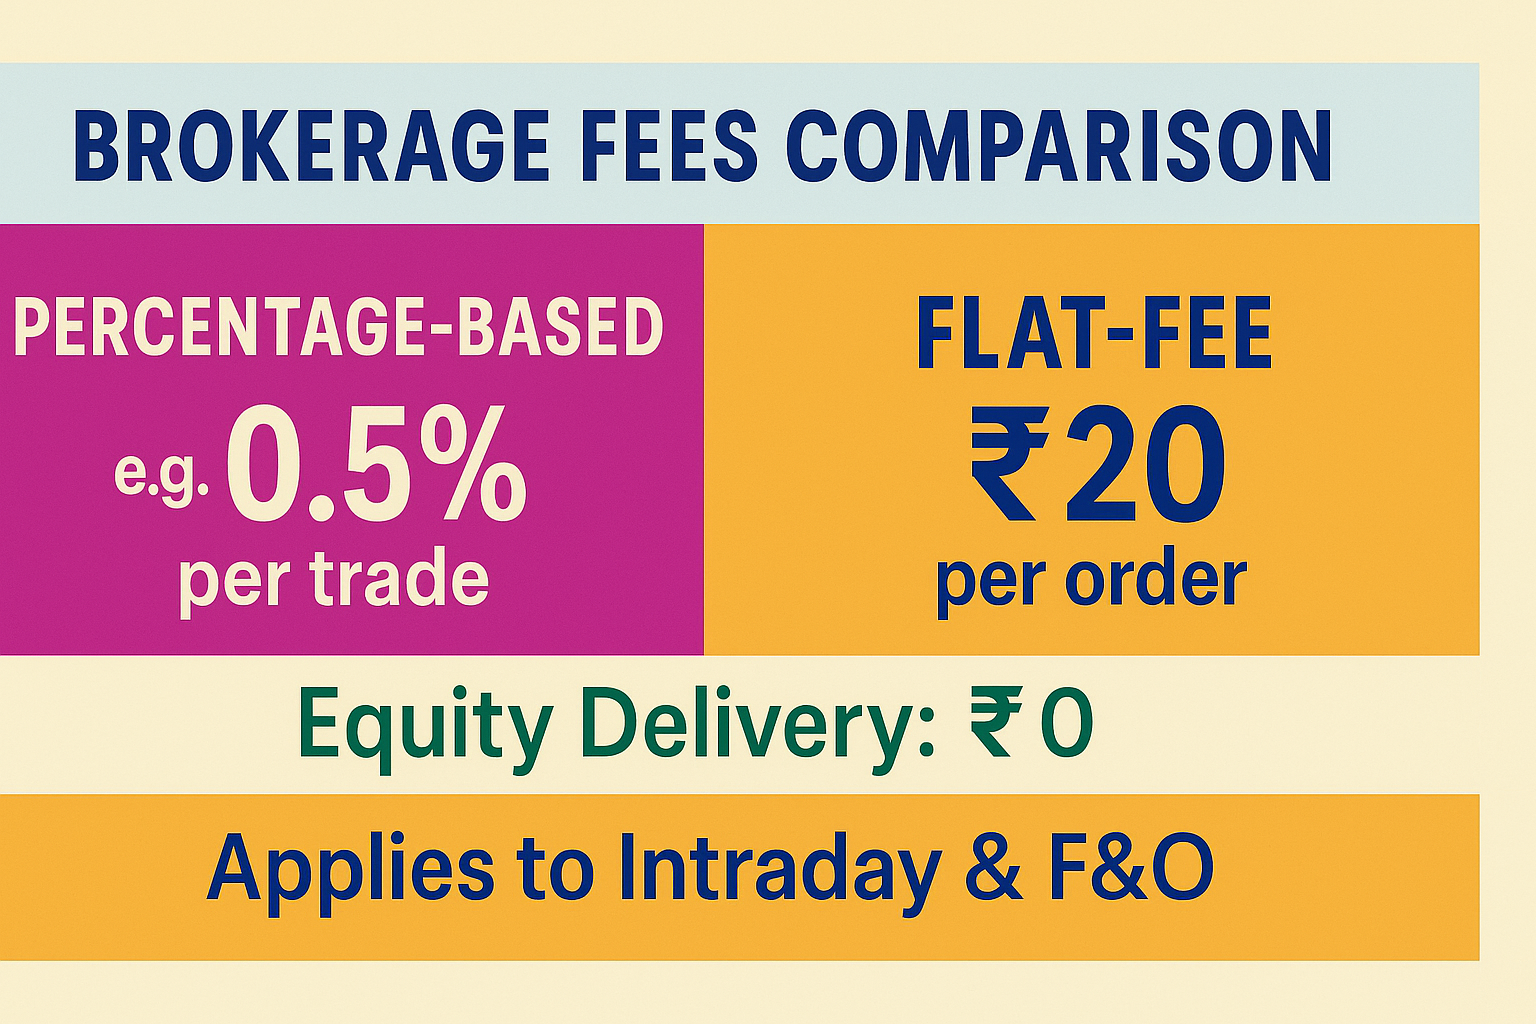 BROKERAGE FEES COMPARISON
PERCENTAGE-BASED
e.g. 0.5%
per trade
FLAT-FEE
₹20
per order
Equity Delivery: ₹0
Applies to Intraday & F&O